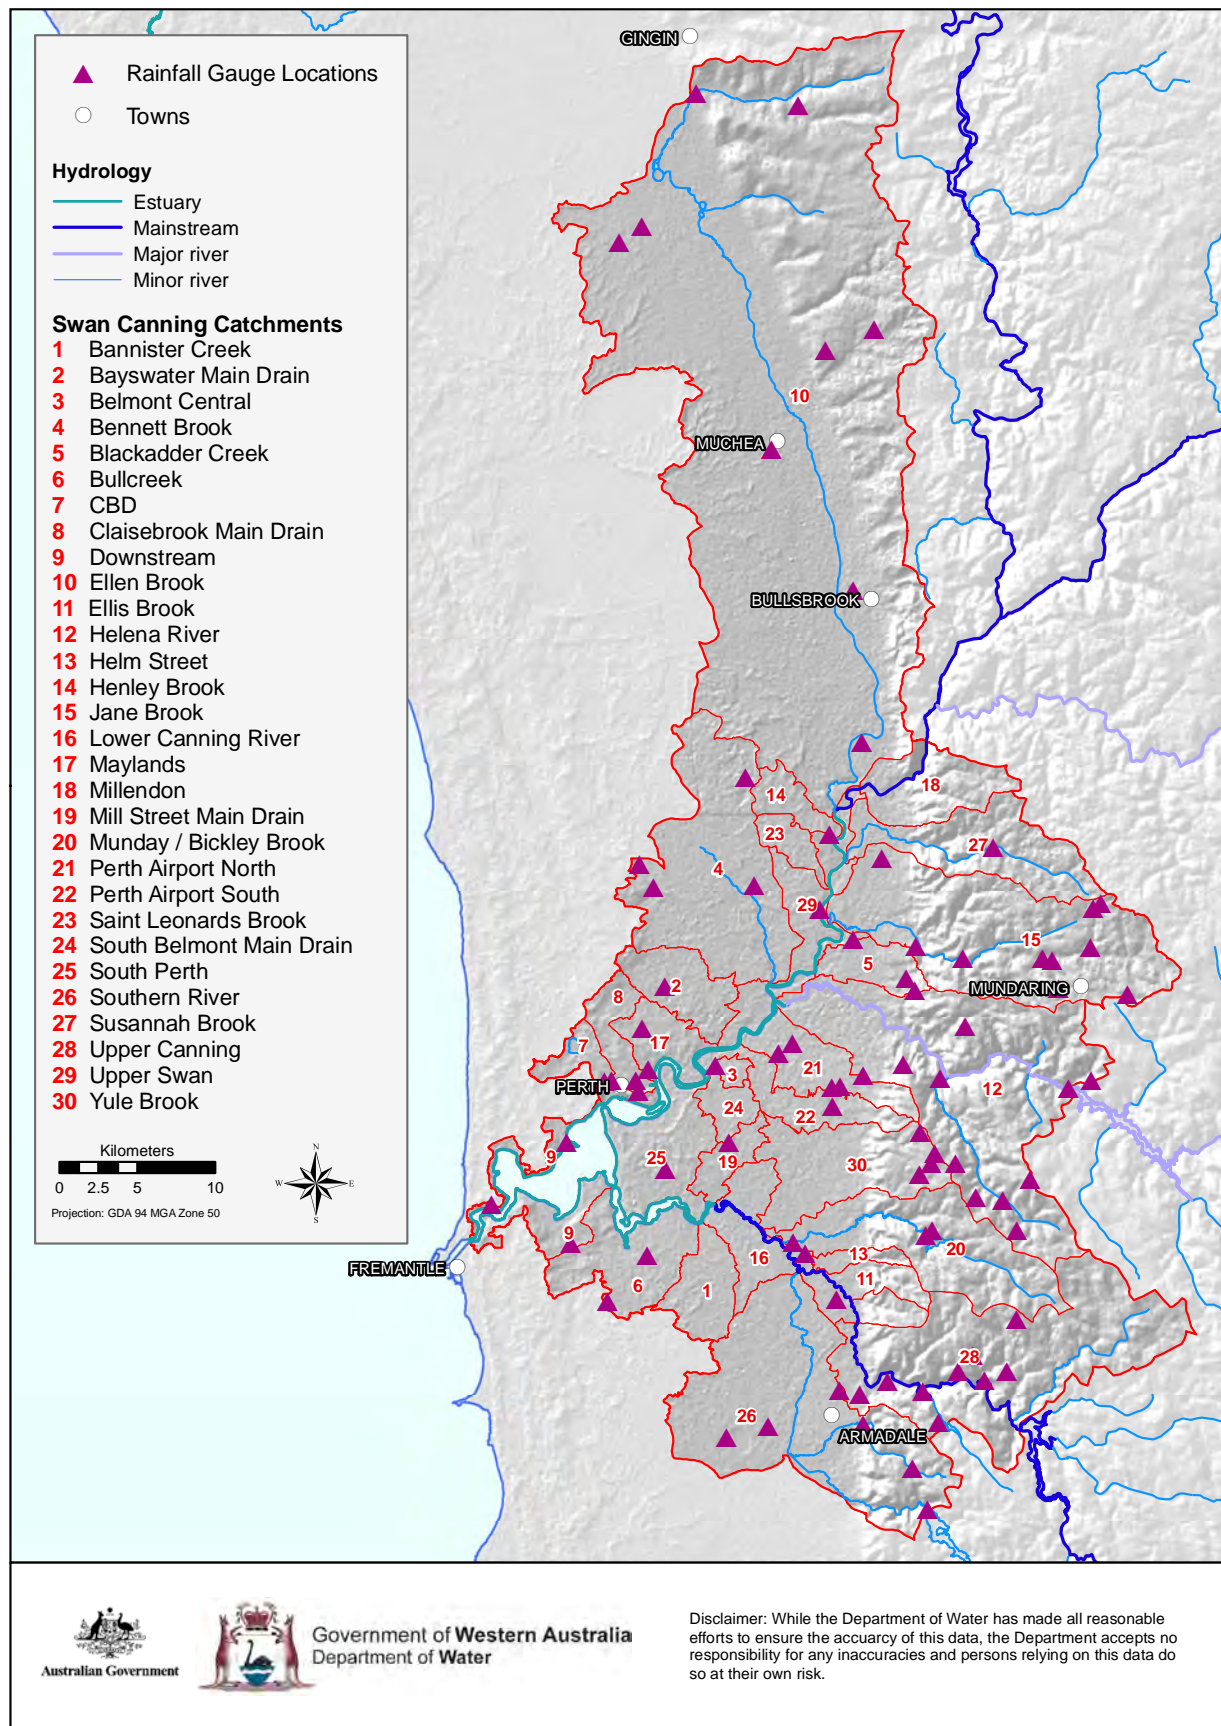 Rainfall Gauge Locations
Towns
Hydrology
Estuary
Mainstream
Major river
Minor river
Swan Canning Catchments
1 Bannister Creek
2 Bayswater Main Drain
3 Belmont Central
4 Bennett Brook
5 Blackadder Creek
6 Bullcreek
7 CBD
8 Claisebrook Main Drain
9 Downstream
10 Ellen Brook
11 Ellis Brook
12 Helena River
13 Helm Street
14 Henley Brook
15 Jane Brook
16 Lower Canning River
17 Maylands
18 Millendon
19 Mill Street Main Drain
20 Munday / Bickley Brook
21 Perth Airport North
22 Perth Airport South
23 Saint Leonards Brook
24 South Belmont Main Drain
25 South Perth
26 Southern River
27 Susannah Brook
28 Upper Canning
29 Upper Swan
30 Yule Brook
Kilometers
0 2.5 5 10
Projection: GDA 94 MGA Zone 50
N
W E
S
GINGIN
10
MUCHEA
BULLSBROOK
18
14
23
27
4
29
15
5
MUNDARING
2
8
7
17
21
3
12
PERTH
24
22
9
25
19
30
9
16
13
20
FREMANTLE
6
1
11
28
26
ARMADALE
Australian Government
Government of Western Australia
Department of Water
Disclaimer: While the Department of Water has made all reasonable
efforts to ensure the accuarcy of this data, the Department accepts no
responsibility for any inaccuracies and persons relying on this data do
so at their own risk.